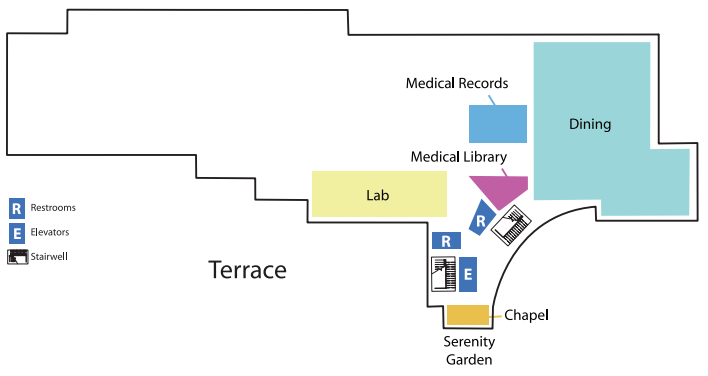 Medical Records
Dining
Medical Library
Lab
R
R Restrooms
E Elevators
Stairwell
R
E
Terrace
Chapel
Serenity
Garden